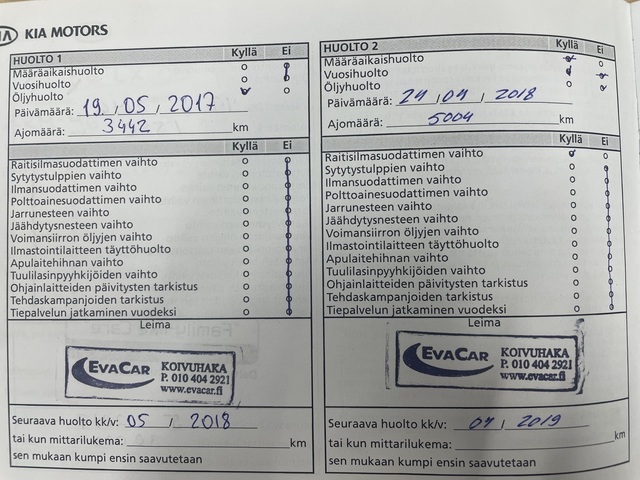 KIA MOTORS
HUOLTO 1 Kyllä Ei
Määräaikaishuolto
Vuosihuolto
Öljyhuolto
Päivämäärä: 19. / 05 / 2017
Ajomäärä: 3442 km
Kyllä Ei
Raitisilmasuodattimen vaihto
Sytytystulppien vaihto
Ilmansuodattimen vaihto
Polttoainesuodattimen vaihto
Jarrunesteen vaihto
Jäähdytysnesteen vaihto
Voimansiirron öljyjen vaihto
Ilmastointilaitteen täyttöhuolto
Apulaitehihnan vaihto
Tuulilasinpyyhkijöiden vaihto
Ohjainlaitteiden päivitysten tarkistus
Tehdaskampanjoiden tarkistus
Tiepalvelun jatkaminen vuodeksi
Leima
EVACAR
KOIVUHAKA
P. 010 404 2921
www.evacar.fi
Seuraava huolto kk/v: 05 / 2018
tai kun mittarilukema: km
sen mukaan kumpi ensin saavutetaan
HUOLTO 2 Kyllä Ei
Määräaikaishuolto
Vuosihuolto
Öljyhuolto
Päivämäärä: / / 2018
Ajomäärä: 5004 km
Kyllä Ei
Raitisilmasuodattimen vaihto
Sytytystulppien vaihto
Ilmansuodattimen vaihto
Polttoainesuodattimen vaihto
Jarrunesteen vaihto
Jäähdytysnesteen vaihto
Voimansiirron öljyjen vaihto
Ilmastointilaitteen täyttöhuolto
Apulaitehihnan vaihto
Tuulilasinpyyhkijöiden vaihto
Ohjainlaitteiden päivitysten tarkistus
Tehdaskampanjoiden tarkistus
Tiepalvelun jatkaminen vuodeksi
Leima
EVACAR
KOIVUHAKA
P. 010 404 2921
www.evacar.fi
Seuraava huolto kk/v: / 2019
tai kun mittarilukema: km
sen mukaan kumpi ensin saavutetaan